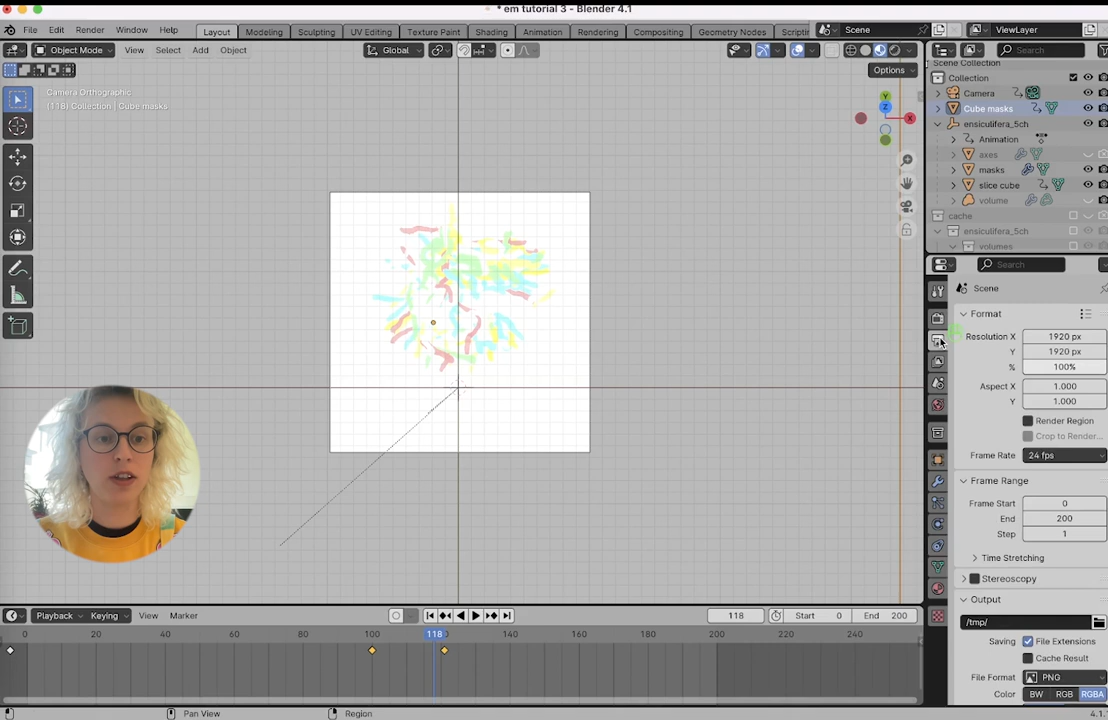 * em tutorial 3 - Blender 4.1
File Edit Render Window Help Layout Modeling Sculpting UV Editing Texture Paint Shading Animation Rendering Compositing Geometry Nodes Scriptin Scene ViewLayer
Object Mode View Select Add Object Global Search
Options
Camera Orthographic
(118) Collection | Cube masks
Y
Z
X
Scene Collection
Collection
Camera
Cube masks
ensiculifera_5ch
Animation
axes
masks
slice cube
volume
cache
ensiculifera_5ch
volumes
Search
Scene
Format
Resolution X 1920 px
Y 1920 px
% 100%
Aspect X 1.000
Y 1.000
Render Region
Crop to Render...
Frame Rate 24 fps
Frame Range
Frame Start 0
End 200
Step 1
Time Stretching
Stereoscopy
Output
/tmp/
Saving File Extensions
Cache Result
File Format PNG
Color BW RGB RGBA
Playback Keying View Marker 118 Start 0 End 200
0 20 40 60 80 100 118 140 160 180 200 220 240
Pan View Region 4.1.